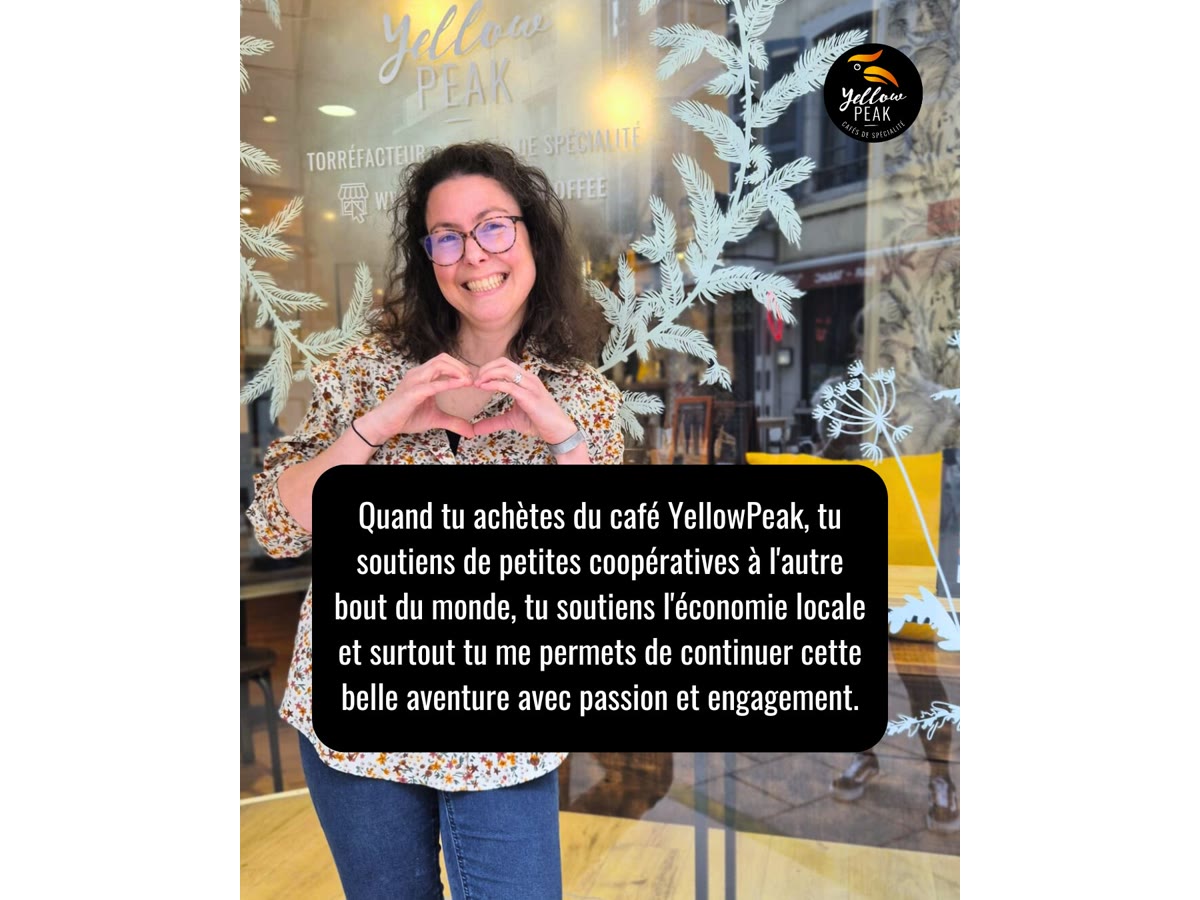 Yellow
PEAK
TORRÉFACTEUR DE SPÉCIALITÉ
OFFEE
Yellow
PEAK
CAFÉS DE SPÉCIALITÉ
Quand tu achètes du café YellowPeak, tu
soutiens de petites coopératives à l'autre
bout du monde, tu soutiens l'économie locale
et surtout tu me permets de continuer cette
belle aventure avec passion et engagement.